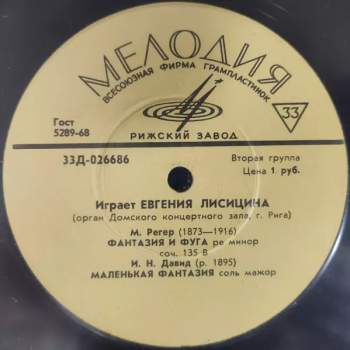 МЕЛОДИЯ
ВСЕСОЮЗНАЯ ФИРМА ГРАМПЛАСТИНОК
33
Гост
5289-68
РИЖСКИЙ ЗАВОД
33Д-026686
Вторая группа
Цена 1 руб.
Играет ЕВГЕНИЯ ЛИСИЦИНА
(орган Домского концертного зала, г. Рига)
М. Регер (1873—1916)
ФАНТАЗИЯ И ФУГА ре минор
соч. 135 В
И. Н. Давид (р. 1895)
МАЛЕНЬКАЯ ФАНТАЗИЯ соль мажор